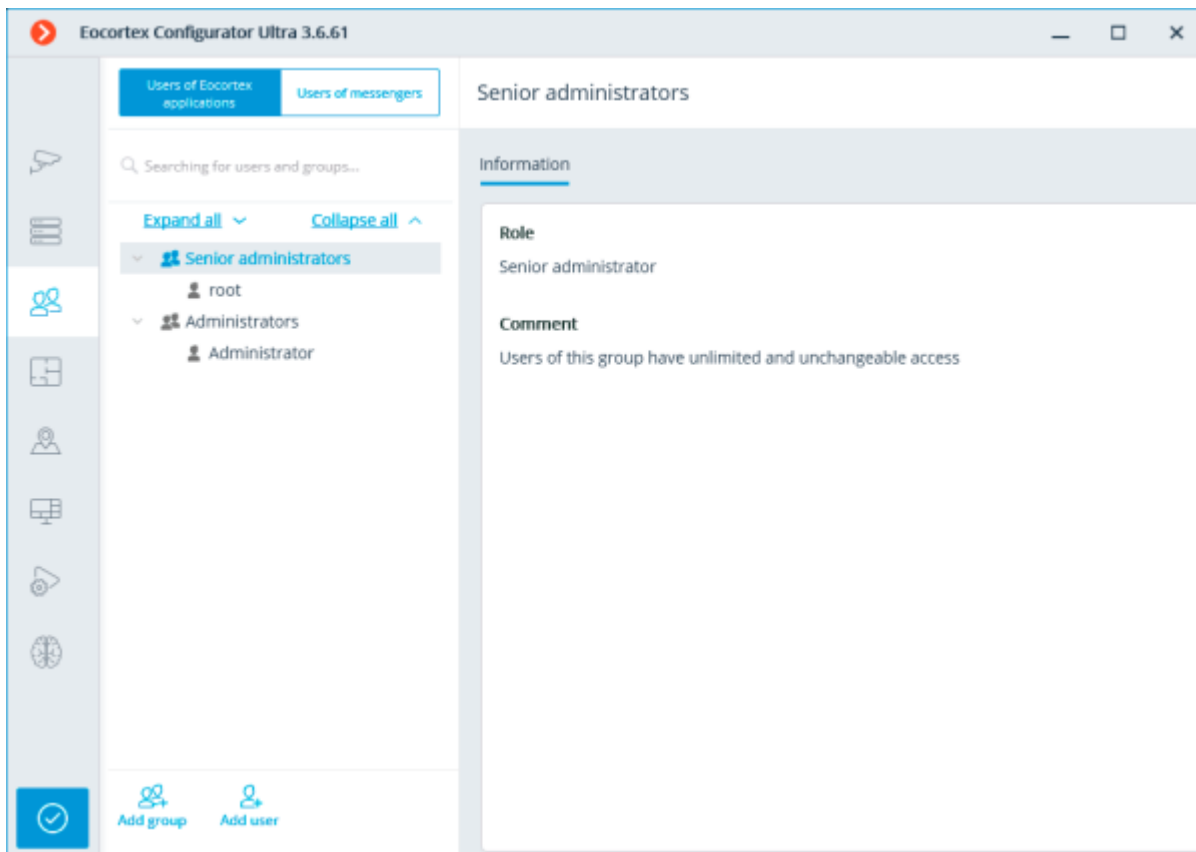 Eocortex Configurator Ultra 3.6.61
Users of Eocortex
applications
Users of messengers
Searching for users and groups...
Expand all
Collapse all
Senior administrators
root
Administrators
Administrator
Add group
Add user
Senior administrators
Information
Role
Senior administrator
Comment
Users of this group have unlimited and unchangeable access